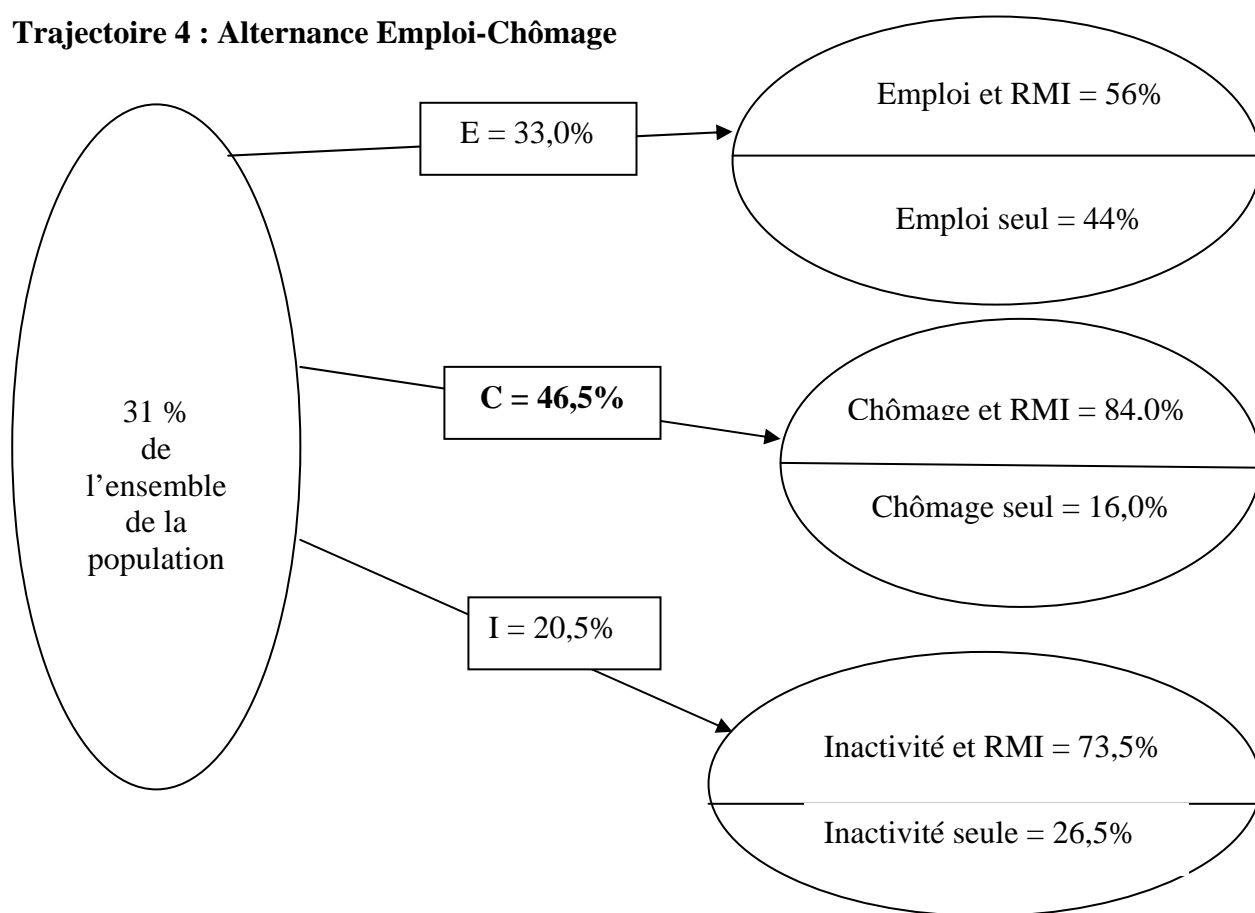 Trajectoire 4 : Alternance Emploi-Chômage
Emploi et RMI = 56%
E = 33,0%
Emploi seul = 44%
C = 46,5%
Chômage et RMI = 84,0%
31 %
de
l’ensemble
de la
population
Chômage seul = 16,0%
I = 20,5%
Inactivité et RMI = 73,5%
Inactivité seule = 26,5%